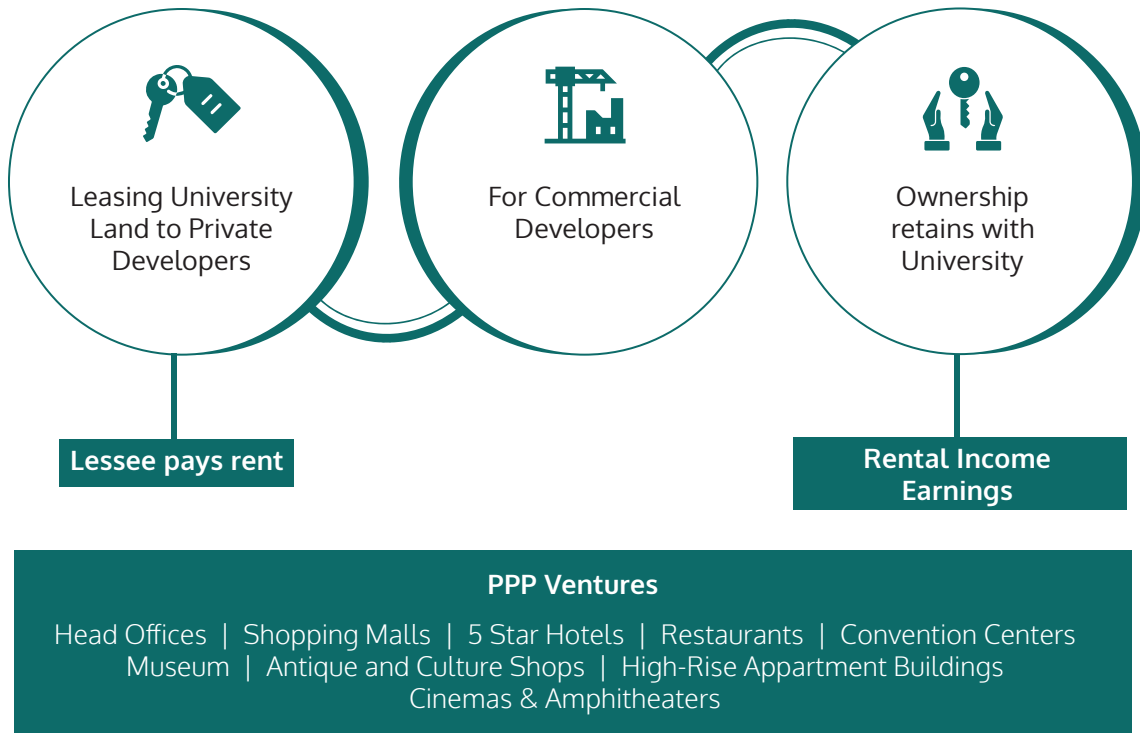 Leasing University
Land to Private
Developers
For Commercial
Developers
Ownership
retains with
University
Lessee pays rent
Rental Income
Earnings
PPP Ventures
Head Offices | Shopping Malls | 5 Star Hotels | Restaurants | Convention Centers
Museum | Antique and Culture Shops | High-Rise Appartment Buildings
Cinemas & Amphitheaters